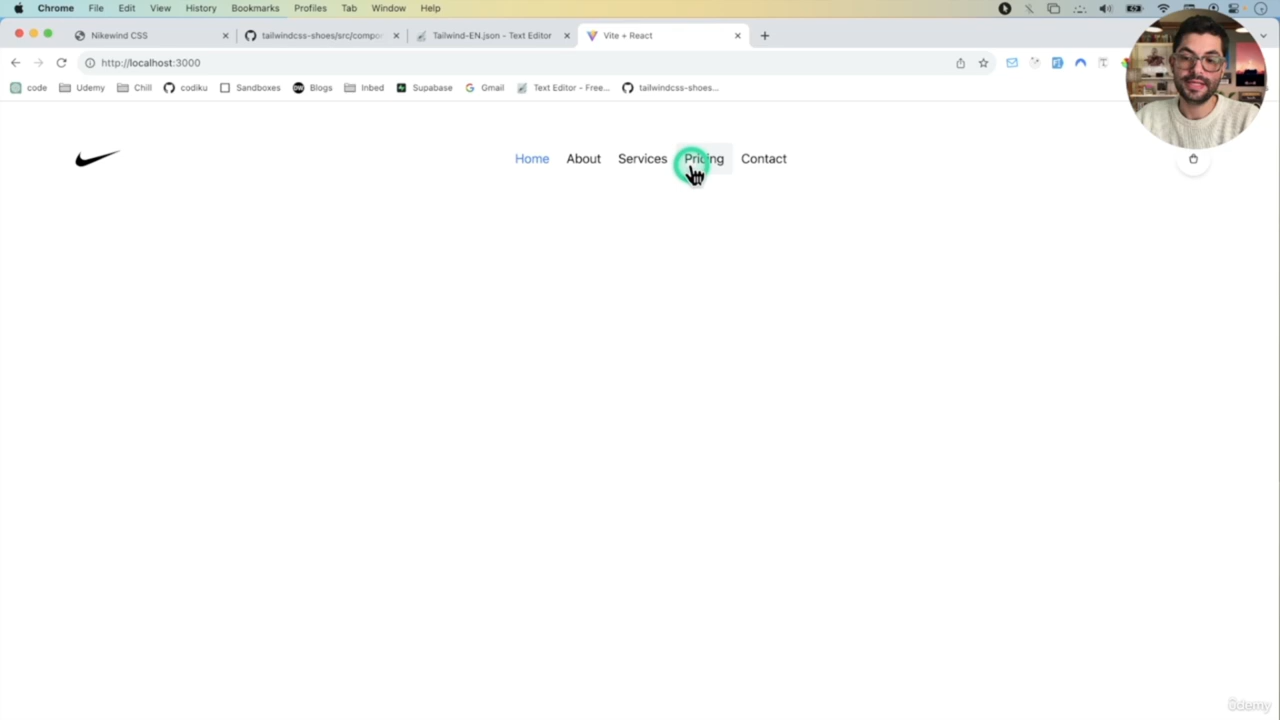 Chrome File Edit View History Bookmarks Profiles Tab Window Help
Nikewind CSS tailwindcss-shoes/src/compo Tailwind-EN.json - Text Editor Vite + React
http://localhost:3000
code Udemy Chill codiku Sandboxes Blogs Inbed Supabase Gmail Text Editor - Free... tailwindcss-shoes...
Home About Services Pricing Contact
ûdemy